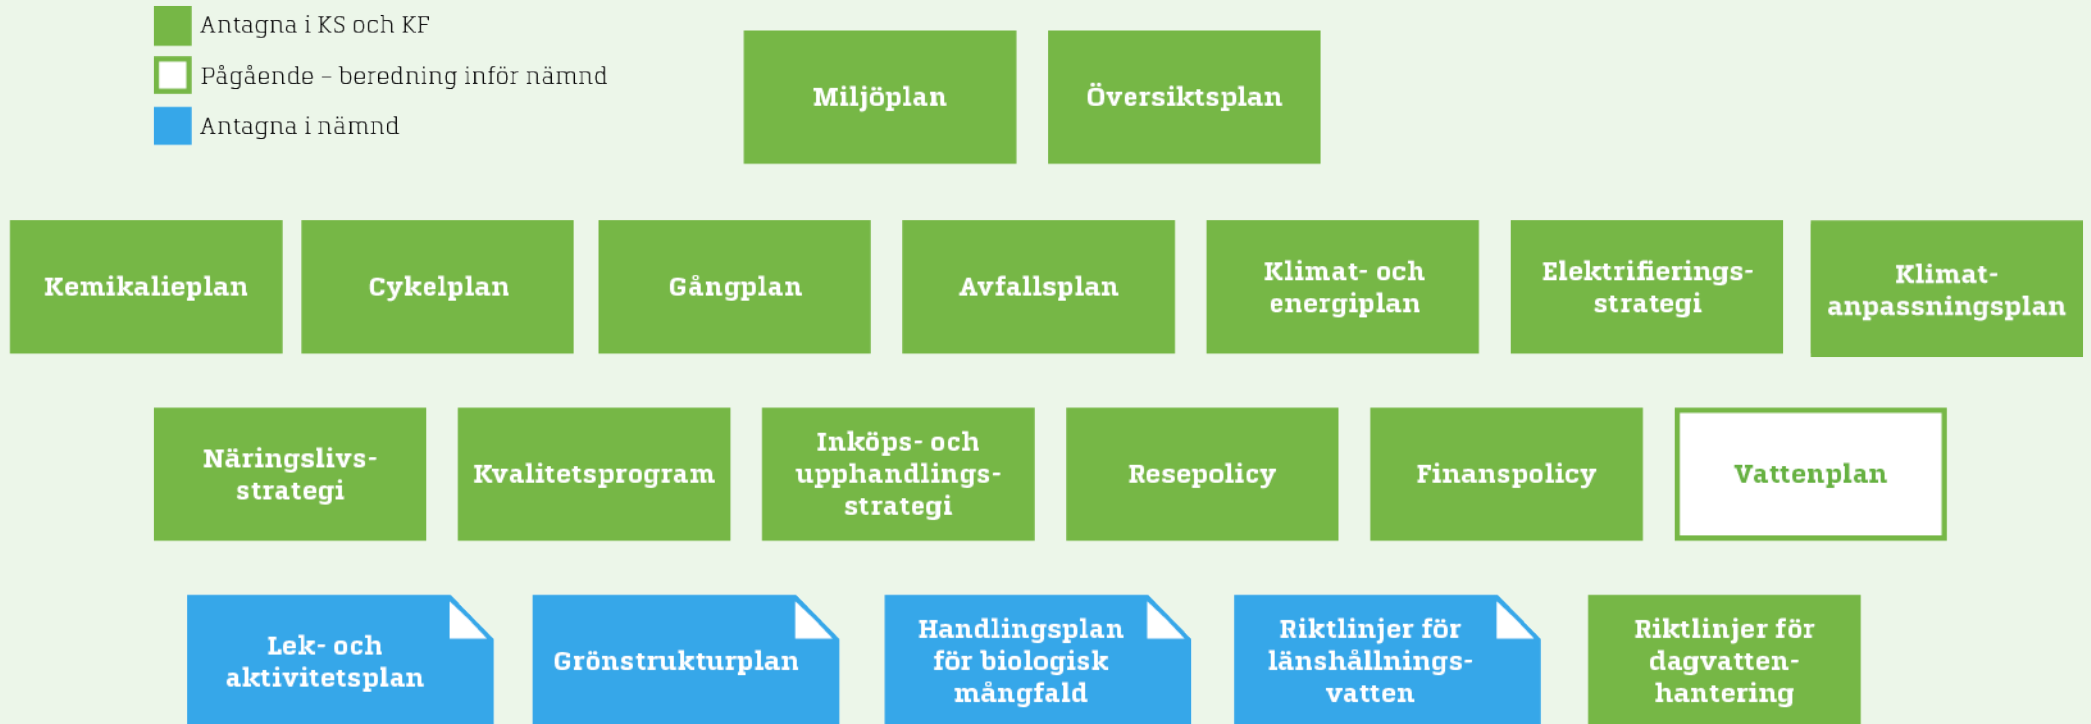 Antagna i KS och KF
Pågående – beredning inför nämnd
Antagna i nämnd
Miljöplan
Översiktsplan
Kemikalieplan
Cykelplan
Gångplan
Avfallsplan
Klimat- och
energiplan
Elektrifierings-
strategi
Klimat-
anpassningsplan
Näringslivs-
strategi
Kvalitetsprogram
Inköps- och
upphandlings-
strategi
Resepolicy
Finanspolicy
Vattenplan
Lek- och
aktivitetsplan
Grönstrukturplan
Handlingsplan
för biologisk
mångfald
Riktlinjer för
länshållnings-
vatten
Riktlinjer för
dagvatten-
hantering